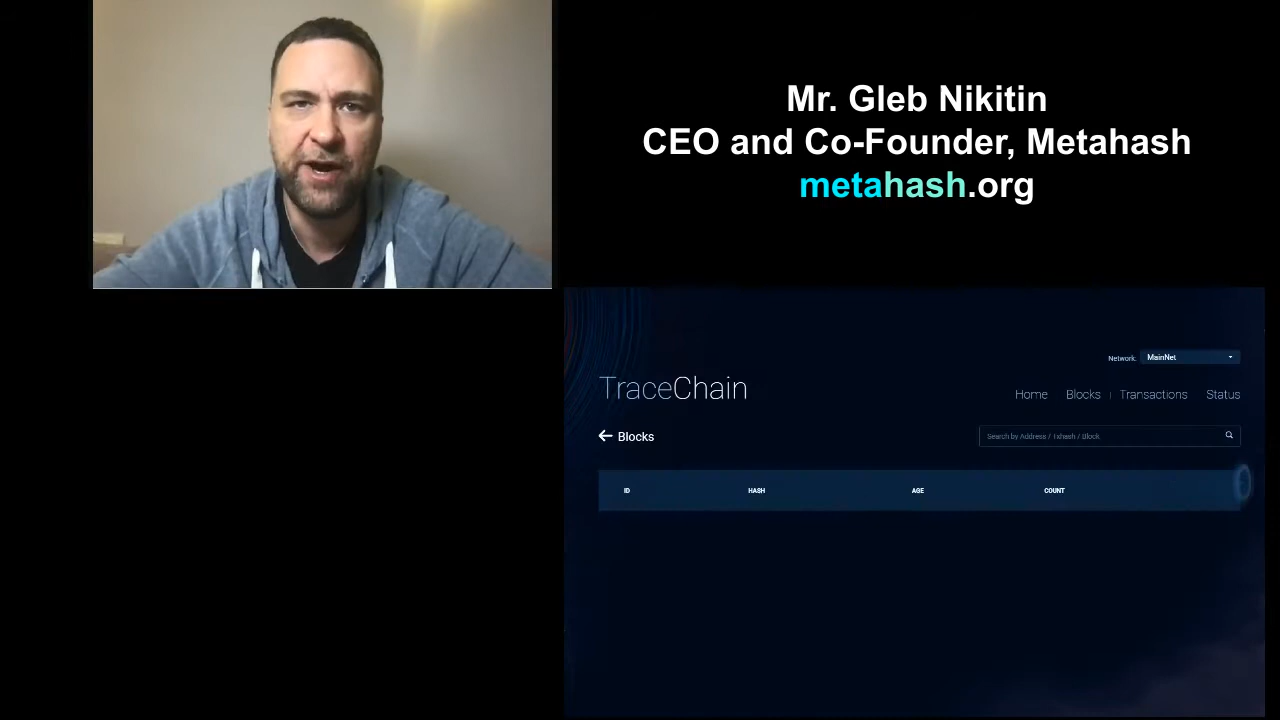 Mr. Gleb Nikitin
CEO and Co-Founder, Metahash
metahash.org
Network: MainNet
TraceChain
Home Blocks Transactions Status
Blocks
Search by Address / Txhash / Block
ID HASH AGE COUNT